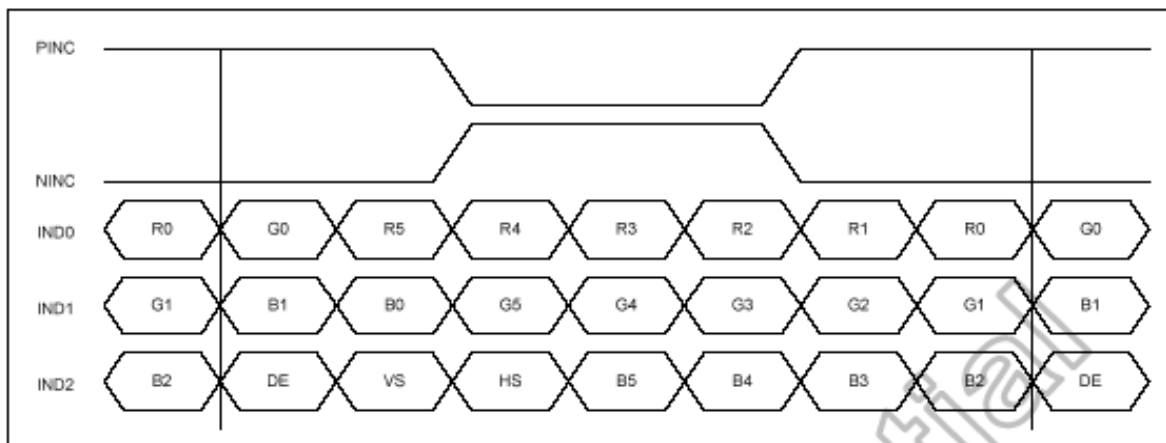 PINC
NINC
IND0 R0 G0 R5 R4 R3 R2 R1 R0 G0
IND1 G1 B1 B0 G5 G4 G3 G2 G1 B1
IND2 B2 DE VS HS B5 B4 B3 B2 DE
tial